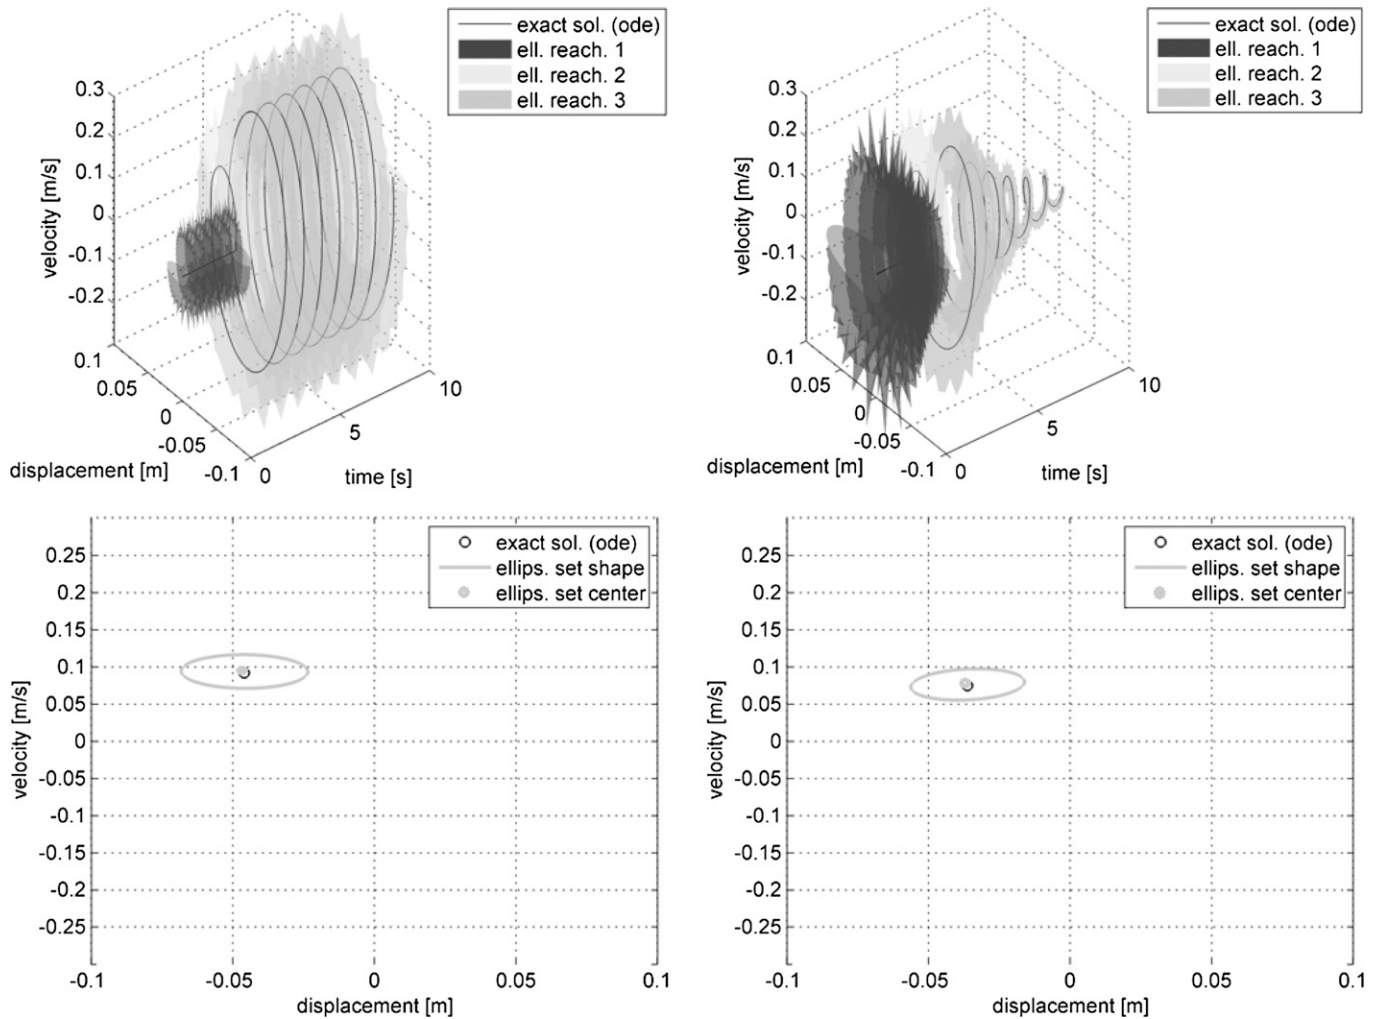 exact sol. (ode)
ell. reach. 1
ell. reach. 2
ell. reach. 3
0.3
0.2
0.1
0
-0.1
-0.2
velocity [m/s]
0.1
0.05
0
-0.05
-0.1
displacement [m]
0
5
10
time [s]
exact sol. (ode)
ell. reach. 1
ell. reach. 2
ell. reach. 3
0.3
0.2
0.1
0
-0.1
-0.2
velocity [m/s]
0.1
0.05
0
-0.05
-0.1
displacement [m]
0
5
10
time [s]
exact sol. (ode)
ellips. set shape
ellips. set center
0.25
0.2
0.15
0.1
0.05
0
-0.05
-0.1
-0.15
-0.2
-0.25
velocity [m/s]
-0.1
-0.05
0
0.05
0.1
displacement [m]
exact sol. (ode)
ellips. set shape
ellips. set center
0.25
0.2
0.15
0.1
0.05
0
-0.05
-0.1
-0.15
-0.2
-0.25
velocity [m/s]
-0.1
-0.05
0
0.05
0.1
displacement [m]